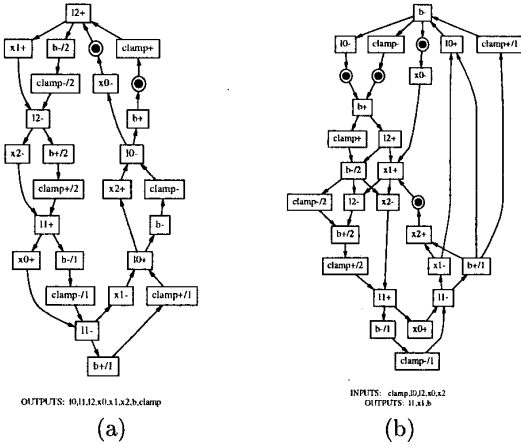 l2+
x1+
b-/2
clamp+
x0-
clamp-/2
b+
l2-
x2-
b+/2
l0-
clamp+/2
x2+
clamp-
l1+
b-
x0+
b-/1
l0+
clamp-/1
x1-
clamp+/1
l1-
b+/1
OUTPUTS: l0,l1,l2,x0,x1,x2,b,clamp
(a)
b-
l0-
clamp-
l0+
clamp+/1
x0-
b+
clamp+
l2+
b-/2
x1+
clamp-/2
l2-
x2-
b+/2
x2+
clamp+/2
x1-
b+/1
l1+
l1-
b-/1
x0+
clamp-/1
INPUTS: clamp,l0,l2,x0,x2
OUTPUTS: l1,x1,b
(b)